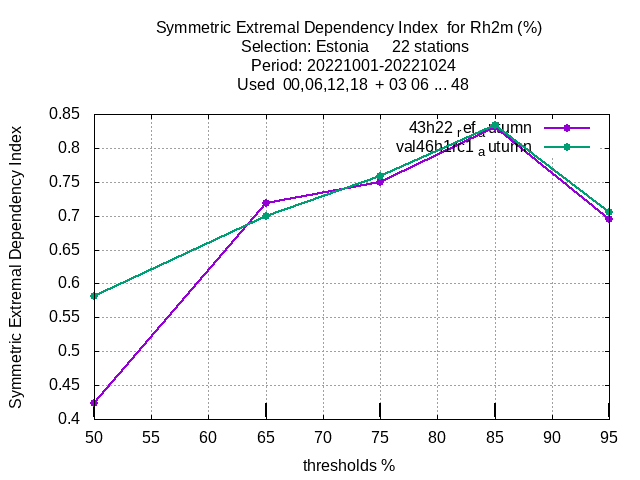 Symmetric Extremal Dependency Index  for Rh2m (%)
Selection: Estonia     22 stations
Period: 20221001-20221024
Used  00,06,12,18  + 03 06 ... 48
Symmetric Extremal Dependency Index
0.85
0.8
0.75
0.7
0.65
0.6
0.55
0.5
0.45
0.4
43h22 ref autumn
val46h1rc1 autumn
50 55 60 65 70 75 80 85 90 95
thresholds %